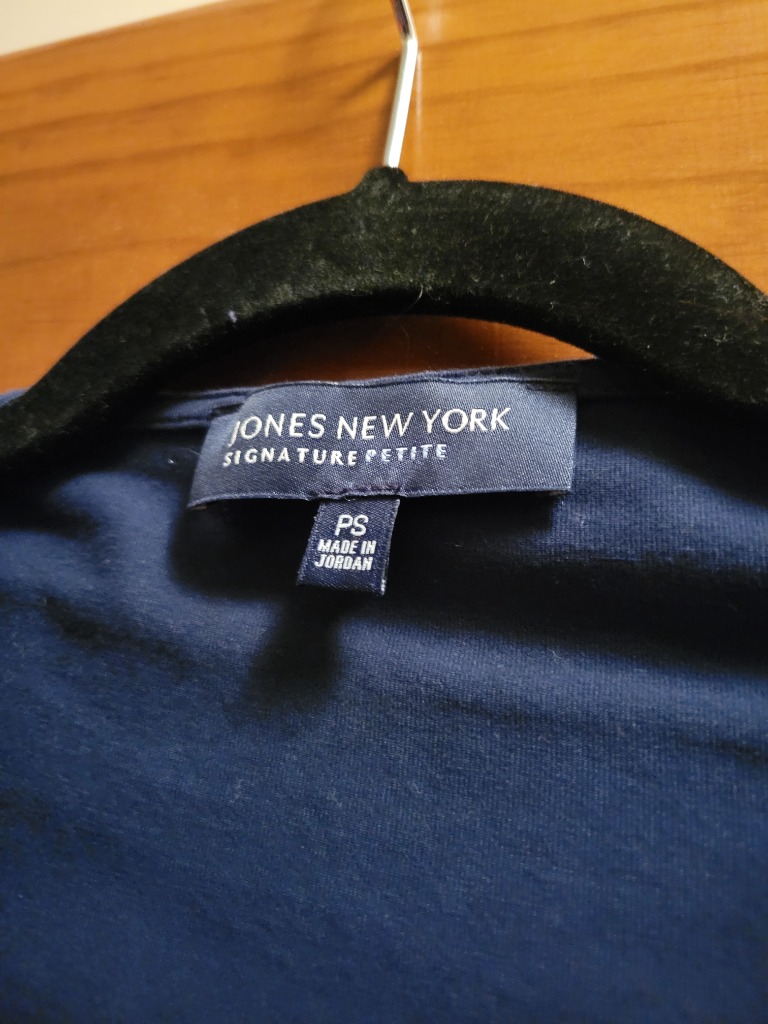 JONES NEW YORK
SIGNATURE PETITE
PS
MADE IN
JORDAN